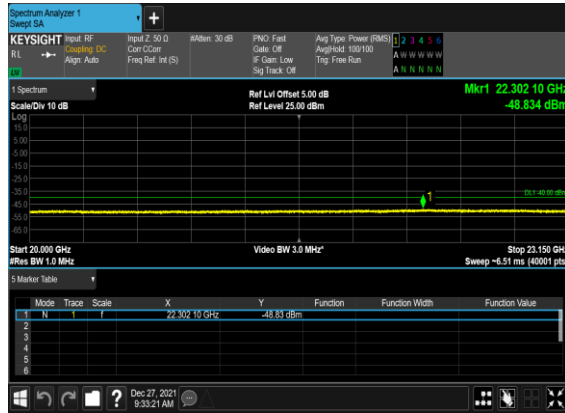 Spectrum Analyzer 1
Swept SA
+
KEYSIGHT Input: RF Input Z: 50 Ω #Atten: 30 dB PNO: Fast Avg Type: Power (RMS) 1 2 3 4 5 6
RL Coupling: DC Corr CCorr Gate: Off Avg|Hold: 100/100 A W W W W W
Align: Auto Freq Ref: Int (S) IF Gain: Low Trig: Free Run
Sig Track: Off A N N N N N
LW
1 Spectrum Ref Lvl Offset 5.00 dB Mkr1 22.302 10 GHz
Scale/Div 10 dB Ref Level 25.00 dBm -48.834 dBm
Log
15.0
5.00
-5.00
-15.0
-25.0
-35.0 DL1 -40.00 dBm
1
-45.0
-55.0
-65.0
Start 20.000 GHz Video BW 3.0 MHz* Stop 23.150 GHz
#Res BW 1.0 MHz Sweep ~6.51 ms (40001 pts)
5 Marker Table
Mode Trace Scale X Y Function Function Width Function Value
1 N 1 f 22.302 10 GHz -48.83 dBm
2
3
4
5
6
? Dec 27, 2021
9:33:21 AM